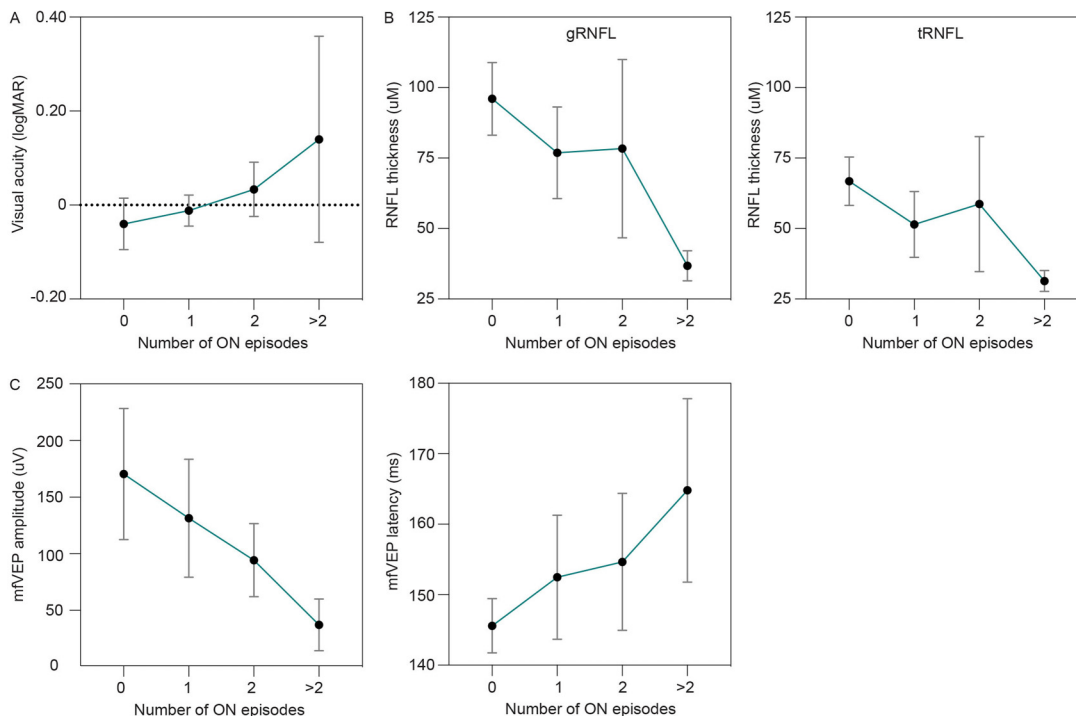 A
Visual acuity (logMAR)
0.40
0.20
0
-0.20
0 1 2 >2
Number of ON episodes
B
gRNFL
RNFL thickness (uM)
125
100
75
50
25
0 1 2 >2
Number of ON episodes
tRNFL
RNFL thickness (uM)
125
100
75
50
25
0 1 2 >2
Number of ON episodes
C
mfVEP amplitude (uV)
250
200
150
100
50
0
0 1 2 >2
Number of ON episodes
mfVEP latency (ms)
180
170
160
150
140
0 1 2 >2
Number of ON episodes